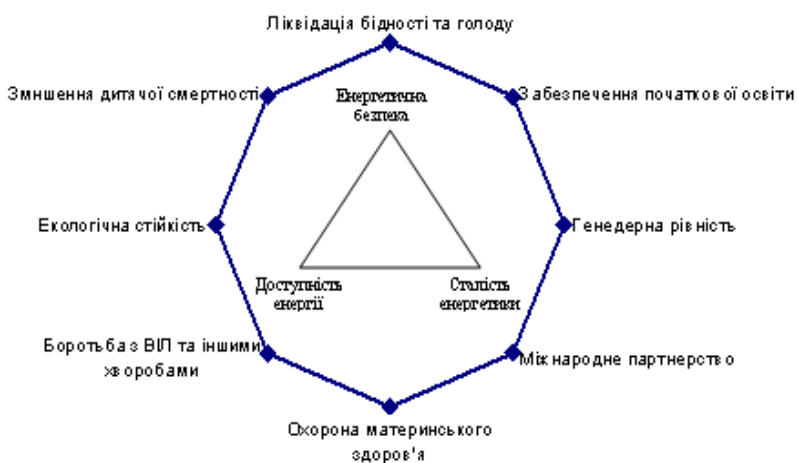 Ліквідація бідності та голоду
Змншення дитячої смертності
Забезпечення початкової освіти
Енергетична
безпека
Екологічна стійкість
Генедерна рівність
Доступність
енергії
Сталість
енергетики
Боротьба з ВІЛ та іншими
хворобами
Міжнародне партнерство
Охорона материнського
здоров'я